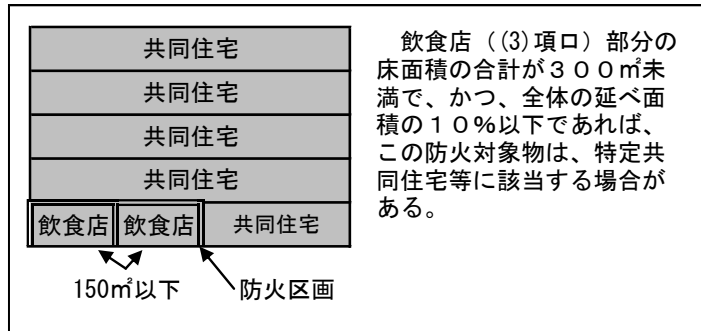 共同住宅
共同住宅
共同住宅
共同住宅
飲食店 飲食店 共同住宅
150㎡以下 防火区画
飲食店((3)項ロ)部分の
床面積の合計が300㎡未
満で、かつ、全体の延べ面
積の10%以下であれば、
この防火対象物は、特定共
同住宅等に該当する場合が
ある。